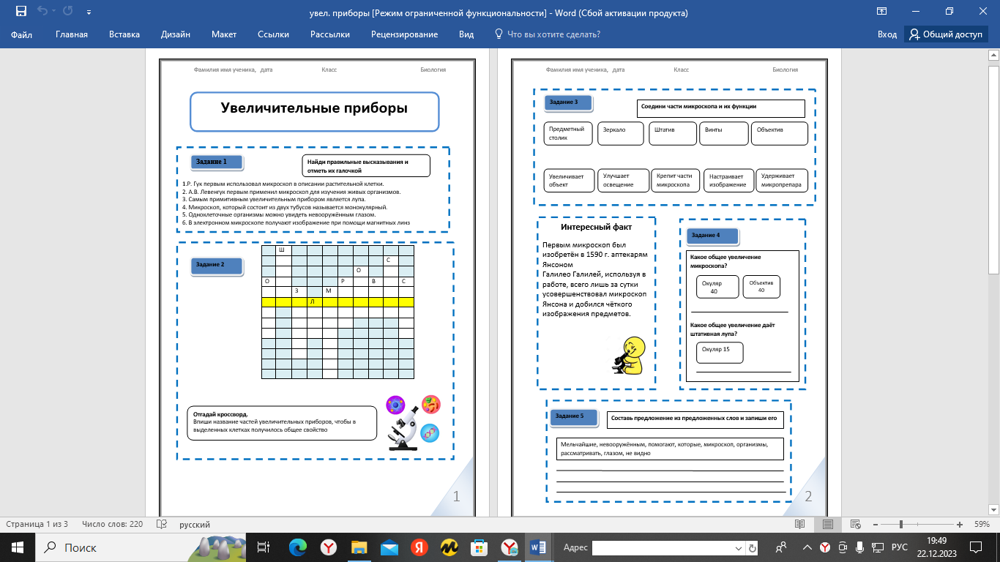 увел. приборы [Режим ограниченной функциональности] - Word (Сбой активации продукта)
Файл Главная Вставка Дизайн Макет Ссылки Рассылки Рецензирование Вид Что вы хотите сделать? Вход Общий доступ
Фамилия имя ученика, дата Класс Биология
Увеличительные приборы
Задание 1
Найди правильные высказывания и
отметь их галочкой
1.Р. Гук первым использовал микроскоп в описании растительной клетки.
2. А.В. Левенгук первым применил микроскоп для изучения живых организмов.
3. Самым примитивным увеличительным прибором является лупа.
4. Микроскоп, который состоит из двух тубусов называется монокулярный.
5. Одноклеточные организмы можно увидеть невооружённым глазом.
6. В электронном микроскопе получают изображение при помощи магнитных линз
Задание 2
Ш
С
О
О Р В С
З М
Л
Отгадай кроссворд.
Впиши название частей увеличительных приборов, чтобы в
выделенных клетках получилось общее свойство
1
Фамилия имя ученика, дата Класс Биология
Задание 3
Соедини части микроскопа и их функции
Предметный
столик
Зеркало
Штатив
Винты
Объектив
Увеличивает
объект
Улучшает
освещение
Крепит части
микроскопа
Настраивает
изображение
Удерживает
микропрепара
Интересный факт
Первым микроскоп был
изобретён в 1590 г. аптекарям
Янсоном
Галилео Галилей, используя в
работе, всего лишь за сутки
усовершенствовал микроскоп
Янсона и добился чёткого
изображения предметов.
Задание 4
Какое общее увеличение
микроскопа?
Окуляр
40
Объектив
40
Какое общее увеличение даёт
штативная лупа?
Окуляр 15
Задание 5
Составь предложение из предложенных слов и запиши его
Мельчайшие, невооружённым, помогают, которые, микроскоп, организмы,
рассматривать, глазом, не видно
2
Страница 1 из 3 Число слов: 220 русский 59%
Поиск Адрес РУС
19:49
22.12.2023